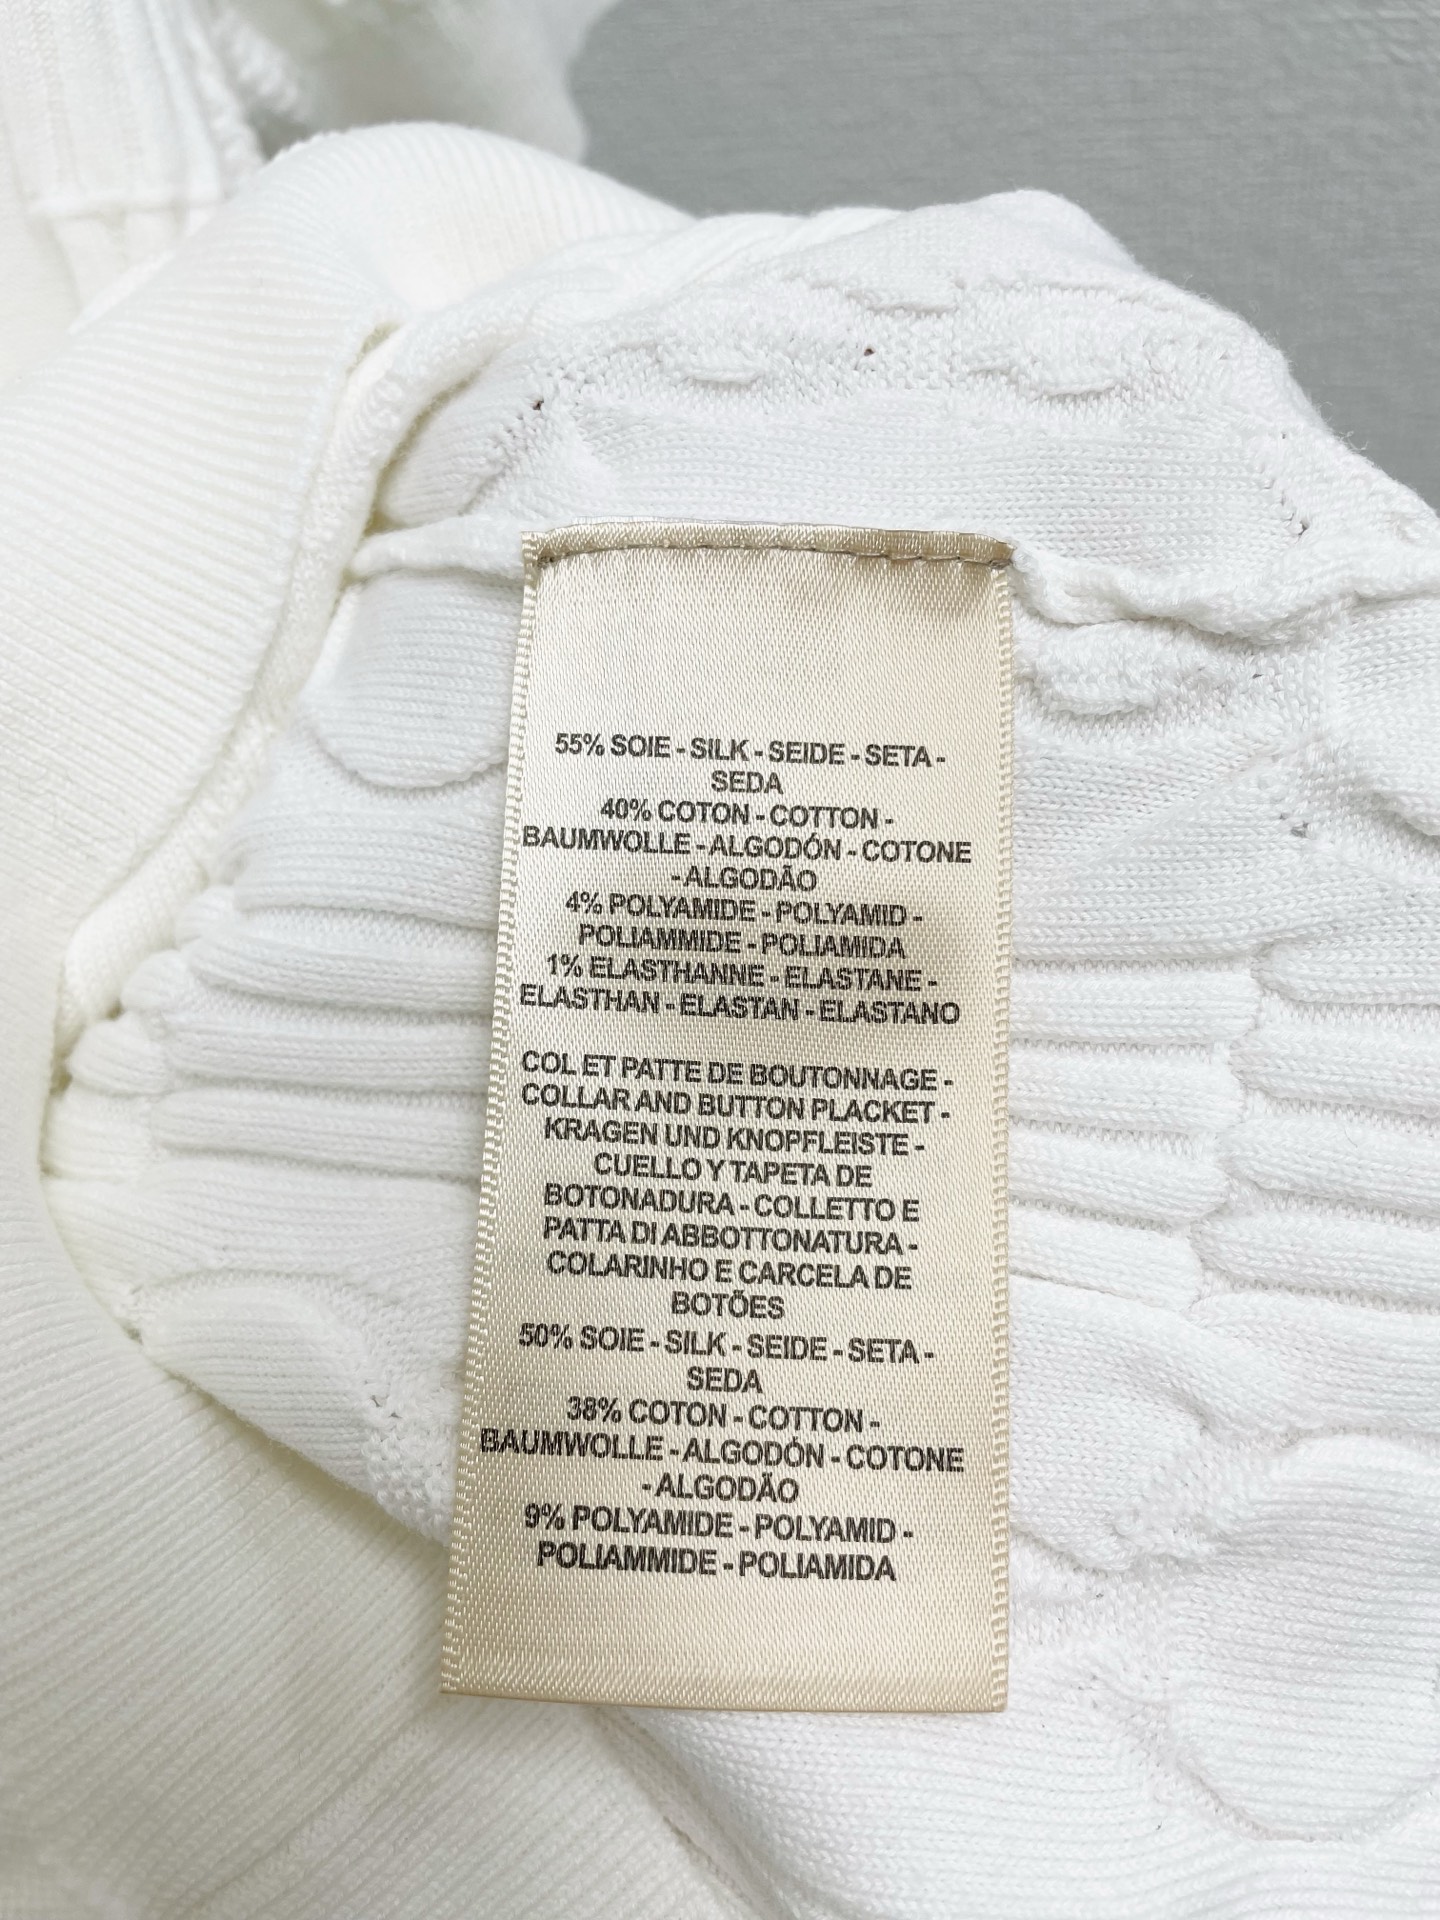 55% SOIE - SILK - SEIDE - SETA -
SEDA
40% COTON - COTTON -
BAUMWOLLE - ALGODÓN - COTONE
- ALGODÃO
4% POLYAMIDE - POLYAMID -
POLIAMMIDE - POLIAMIDA
1% ELASTHANNE - ELASTANE -
ELASTHAN - ELASTAN - ELASTANO
COL ET PATTE DE BOUTONNAGE -
COLLAR AND BUTTON PLACKET -
KRAGEN UND KNOPFLEISTE -
CUELLO Y TAPETA DE
BOTONADURA - COLLETTO E
PATTA DI ABBOTTONATURA -
COLARINHO E CARCELA DE
BOTÕES
50% SOIE - SILK - SEIDE - SETA -
SEDA
38% COTON - COTTON -
BAUMWOLLE - ALGODÓN - COTONE
- ALGODÃO
9% POLYAMIDE - POLYAMID -
POLIAMMIDE - POLIAMIDA